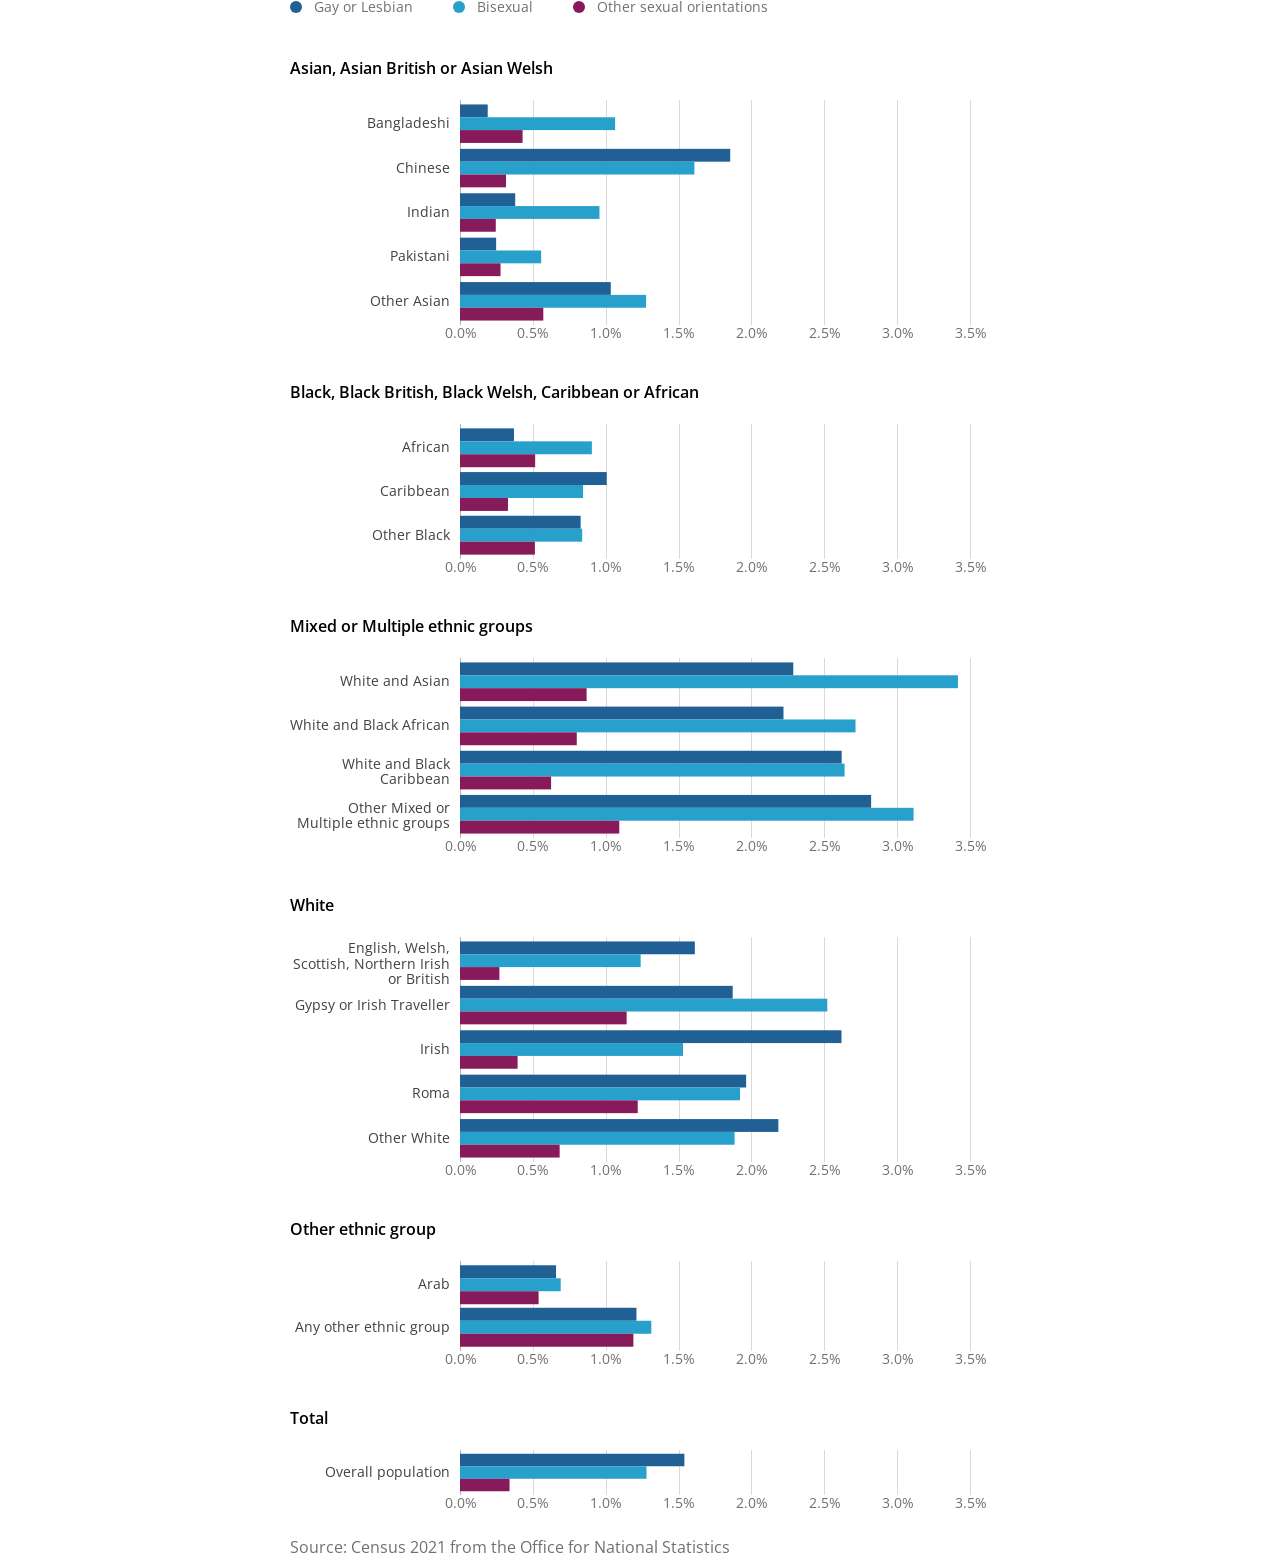 Gay or Lesbian Bisexual Other sexual orientations
Asian, Asian British or Asian Welsh
Bangladeshi
Chinese
Indian
Pakistani
Other Asian
0.0% 0.5% 1.0% 1.5% 2.0% 2.5% 3.0% 3.5%
Black, Black British, Black Welsh, Caribbean or African
African
Caribbean
Other Black
0.0% 0.5% 1.0% 1.5% 2.0% 2.5% 3.0% 3.5%
Mixed or Multiple ethnic groups
White and Asian
White and Black African
White and Black
Caribbean
Other Mixed or
Multiple ethnic groups
0.0% 0.5% 1.0% 1.5% 2.0% 2.5% 3.0% 3.5%
White
English, Welsh,
Scottish, Northern Irish
or British
Gypsy or Irish Traveller
Irish
Roma
Other White
0.0% 0.5% 1.0% 1.5% 2.0% 2.5% 3.0% 3.5%
Other ethnic group
Arab
Any other ethnic group
0.0% 0.5% 1.0% 1.5% 2.0% 2.5% 3.0% 3.5%
Total
Overall population
0.0% 0.5% 1.0% 1.5% 2.0% 2.5% 3.0% 3.5%
Source: Census 2021 from the Office for National Statistics